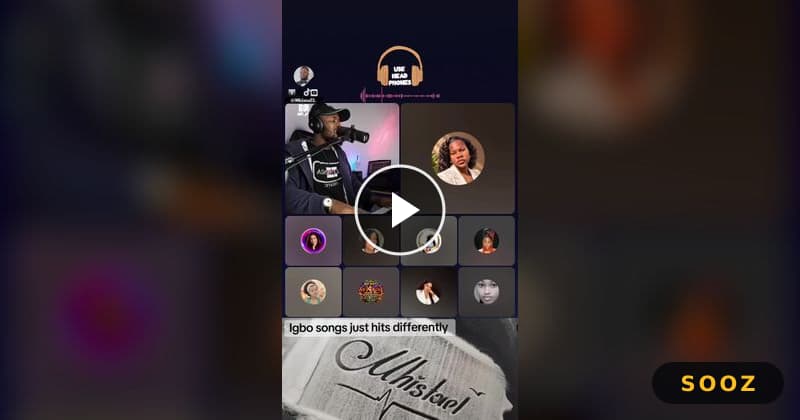 USE
HEAD
PHONES
Igbo songs just hits differently
Mhistael
SOOZ